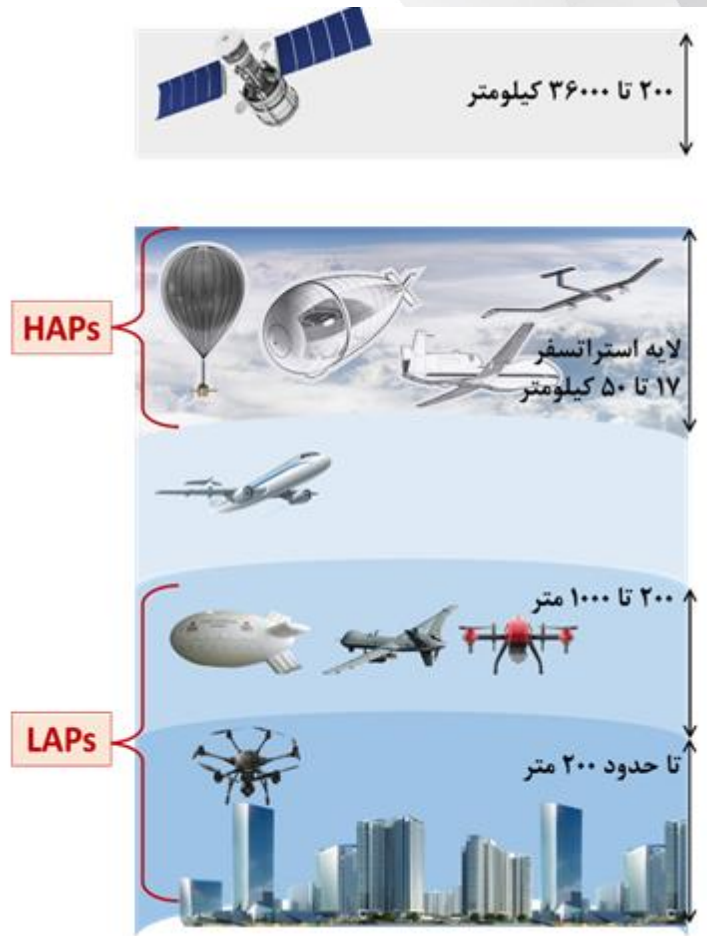 ۲۰۰ تا ۳۶۰۰۰ کیلومتر
HAPs
لایه استراتسفر
۱۷ تا ۵۰ کیلومتر
۲۰۰ تا ۱۰۰۰ متر
LAPs
تا حدود ۲۰۰ متر